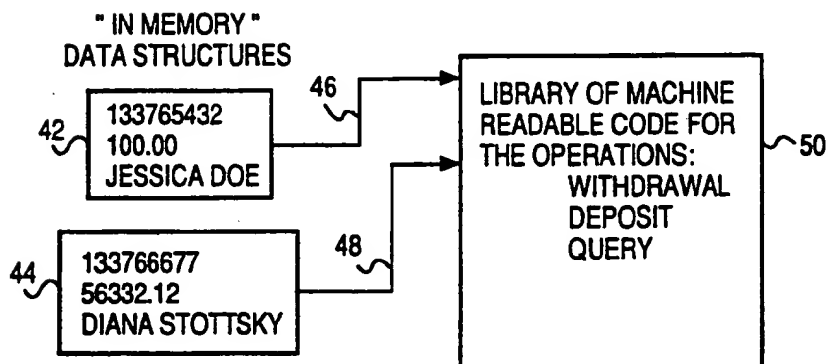 " IN MEMORY "
DATA STRUCTURES
42
133765432
100.00
JESSICA DOE
46
44
133766677
56332.12
DIANA STOTTSKY
48
LIBRARY OF MACHINE
READABLE CODE FOR
THE OPERATIONS:
WITHDRAWAL
DEPOSIT
QUERY
50